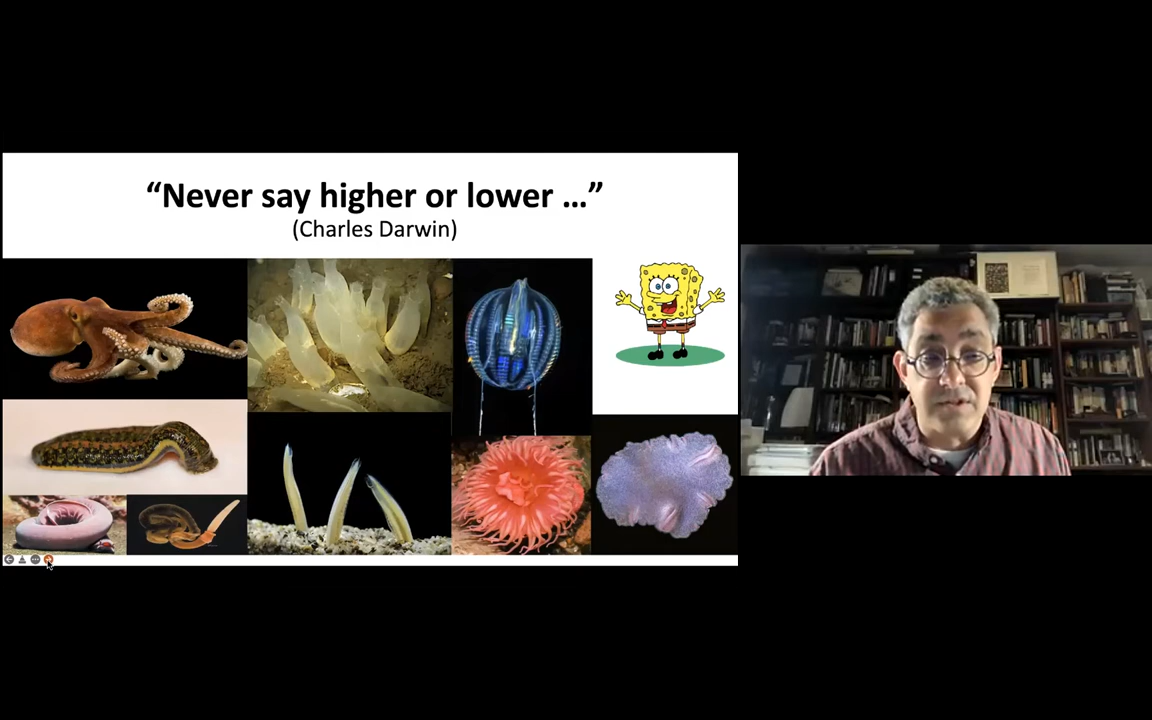 “Never say higher or lower ...”
(Charles Darwin)